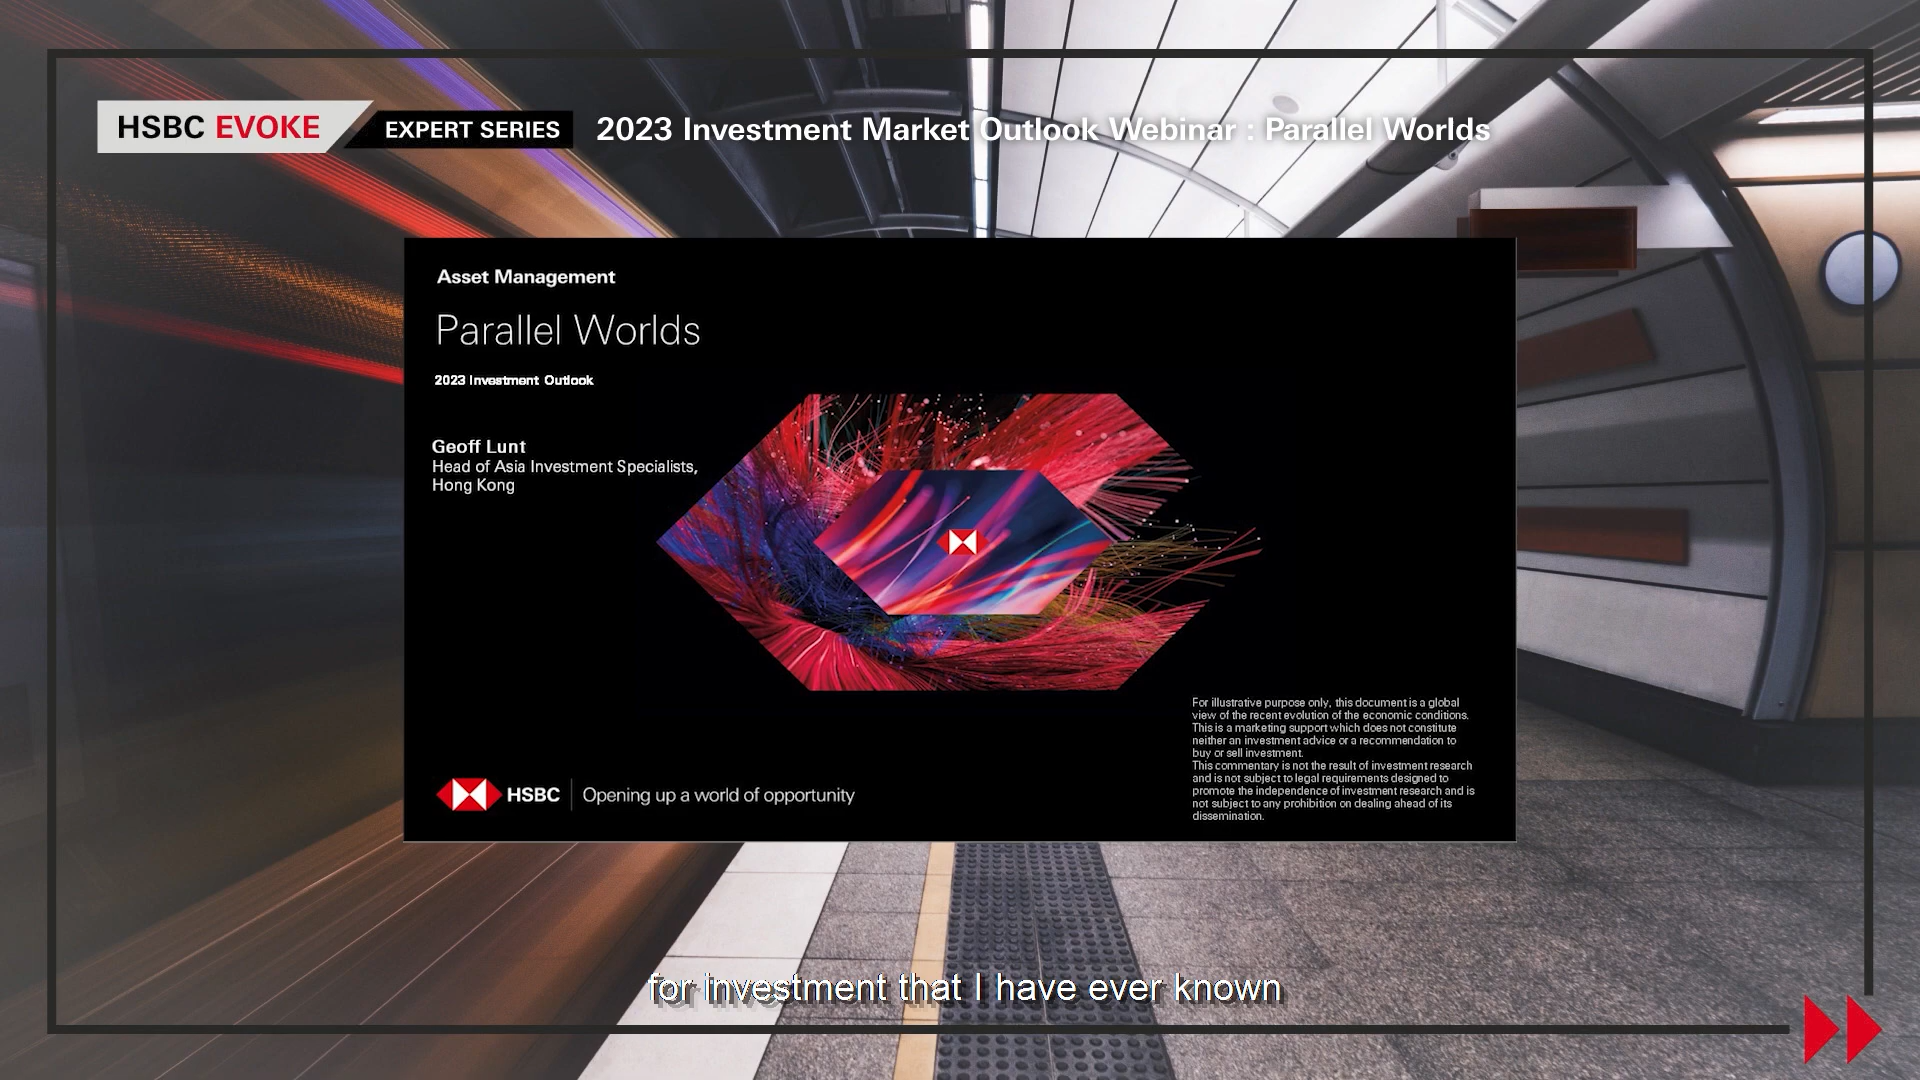 HSBC EVOKE
EXPERT SERIES
2023 Investment Market Outlook Webinar : Parallel Worlds
Asset Management
Parallel Worlds
2023 Investment Outlook
Geoff Lunt
Head of Asia Investment Specialists,
Hong Kong
For illustrative purpose only, this document is a global
view of the recent evolution of the economic conditions.
This is a marketing support which does not constitute
neither an investment advice or a recommendation to
buy or sell investment.
This commentary is not the result of investment research
and is not subject to legal requirements designed to
promote the independence of investment research and is
not subject to any prohibition on dealing ahead of its
dissemination.
HSBC | Opening up a world of opportunity
for investment that I have ever known